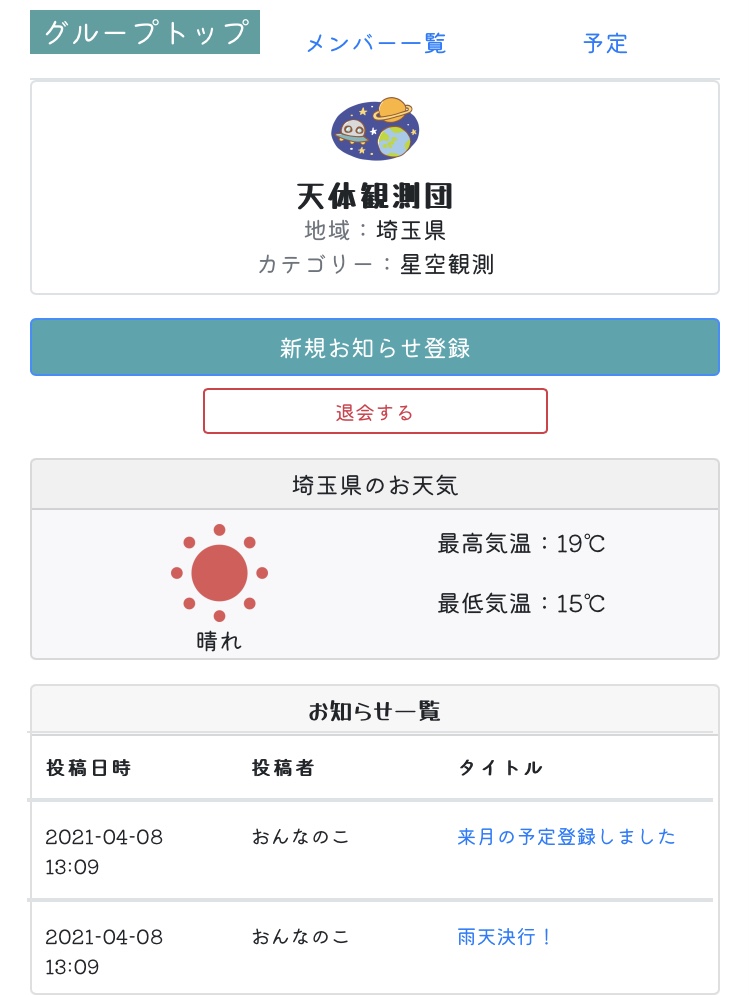 グループトップ メンバー一覧 予定
天体観測団
地域：埼玉県
カテゴリー：星空観測
新規お知らせ登録
退会する
埼玉県のお天気
最高気温：19℃
最低気温：15℃
晴れ
お知らせ一覧
投稿日時 投稿者 タイトル
2021-04-08 おんなのこ 来月の予定登録しました
13:09
2021-04-08 おんなのこ 雨天決行！
13:09